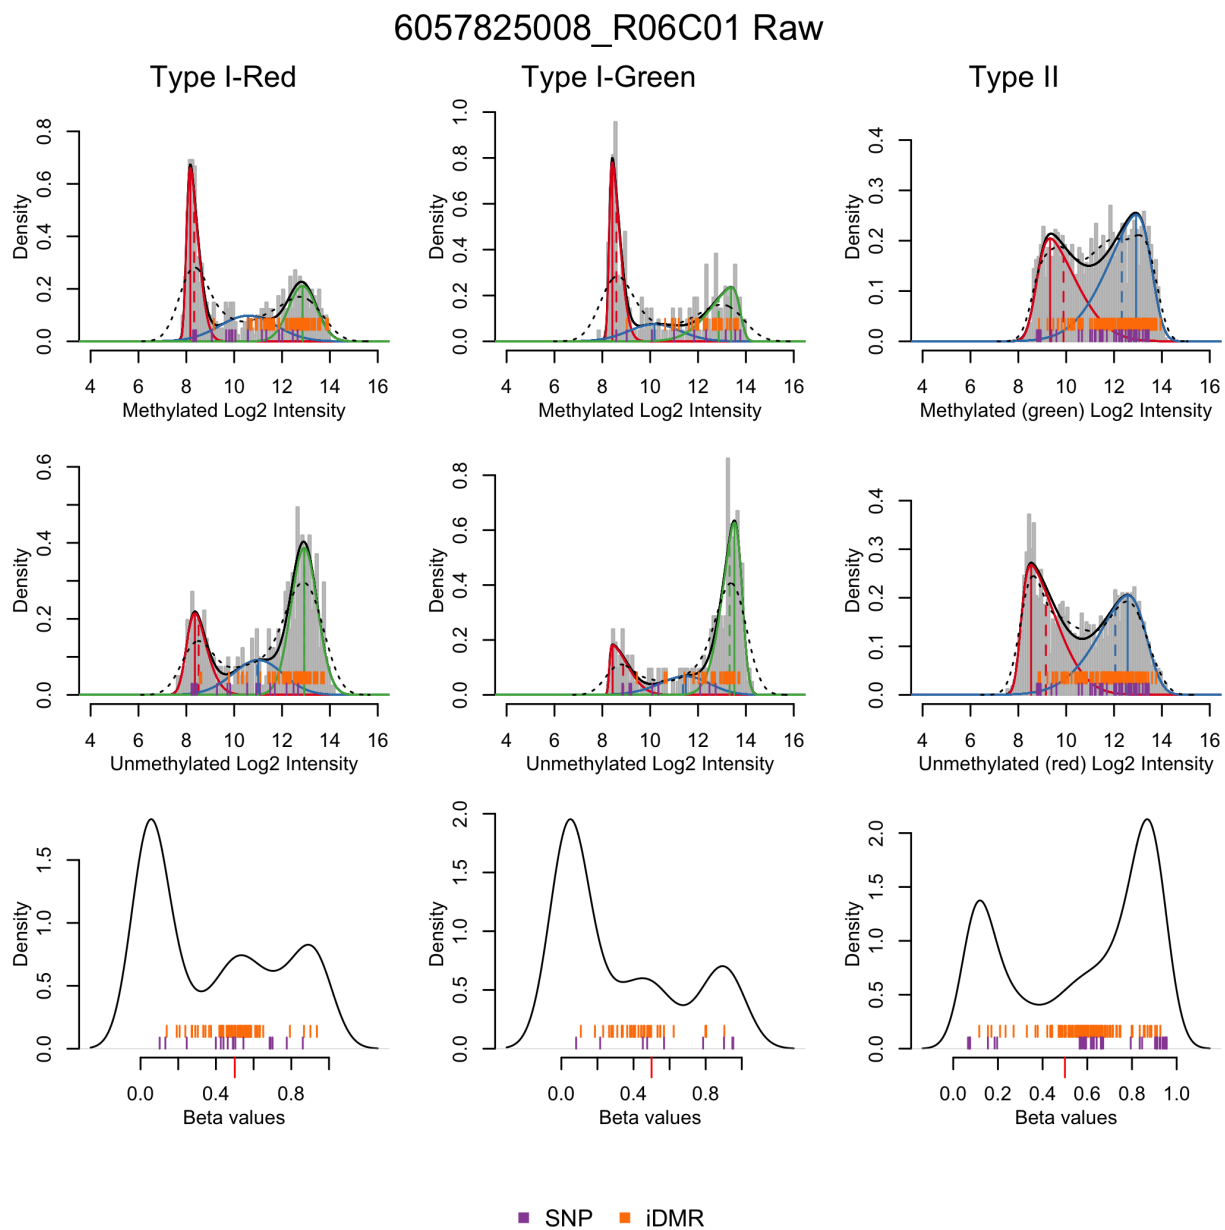 6057825008_R06C01 Raw
Type I-Red Type I-Green Type II
Density
0.0 0.2 0.4 0.6 0.8
4 6 8 10 12 14 16
Methylated Log2 Intensity
Density
0.0 0.2 0.4 0.6 0.8 1.0
4 6 8 10 12 14 16
Methylated Log2 Intensity
Density
0.0 0.1 0.2 0.3 0.4
4 6 8 10 12 14 16
Methylated (green) Log2 Intensity
Density
0.0 0.2 0.4 0.6
4 6 8 10 12 14 16
Unmethylated Log2 Intensity
Density
0.0 0.2 0.4 0.6 0.8
4 6 8 10 12 14 16
Unmethylated Log2 Intensity
Density
0.0 0.1 0.2 0.3 0.4
4 6 8 10 12 14 16
Unmethylated (red) Log2 Intensity
Density
0.0 0.5 1.0 1.5
0.0 0.4 0.8
Beta values
Density
0.0 0.5 1.0 1.5 2.0
0.0 0.4 0.8
Beta values
Density
0.0 0.5 1.0 1.5 2.0
0.0 0.2 0.4 0.6 0.8 1.0
Beta values
SNP iDMR